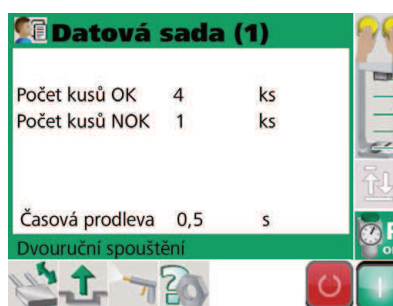 Datová sada (1)
Počet kusů OK 4 ks
Počet kusů NOK 1 ks
Časová prodleva 0,5 s
Dvouruční spouštění